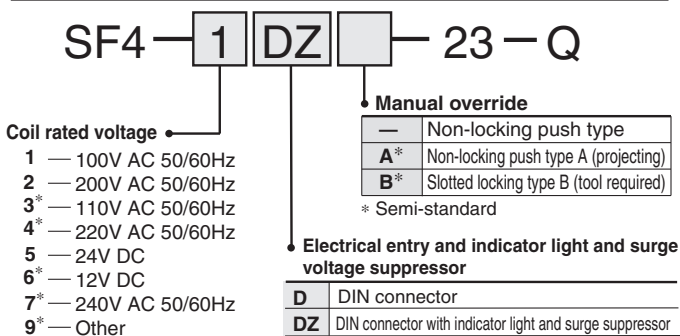 SF4 — 1 DZ — 23 — Q
Manual override
— Non-locking push type
A* Non-locking push type A (projecting)
B* Slotted locking type B (tool required)
* Semi-standard
Coil rated voltage
1 — 100V AC 50/60Hz
2 — 200V AC 50/60Hz
3* — 110V AC 50/60Hz
4* — 220V AC 50/60Hz
5 — 24V DC
6* — 12V DC
7* — 240V AC 50/60Hz
9* — Other
Electrical entry and indicator light and surge
voltage suppressor
D DIN connector
DZ DIN connector with indicator light and surge suppressor